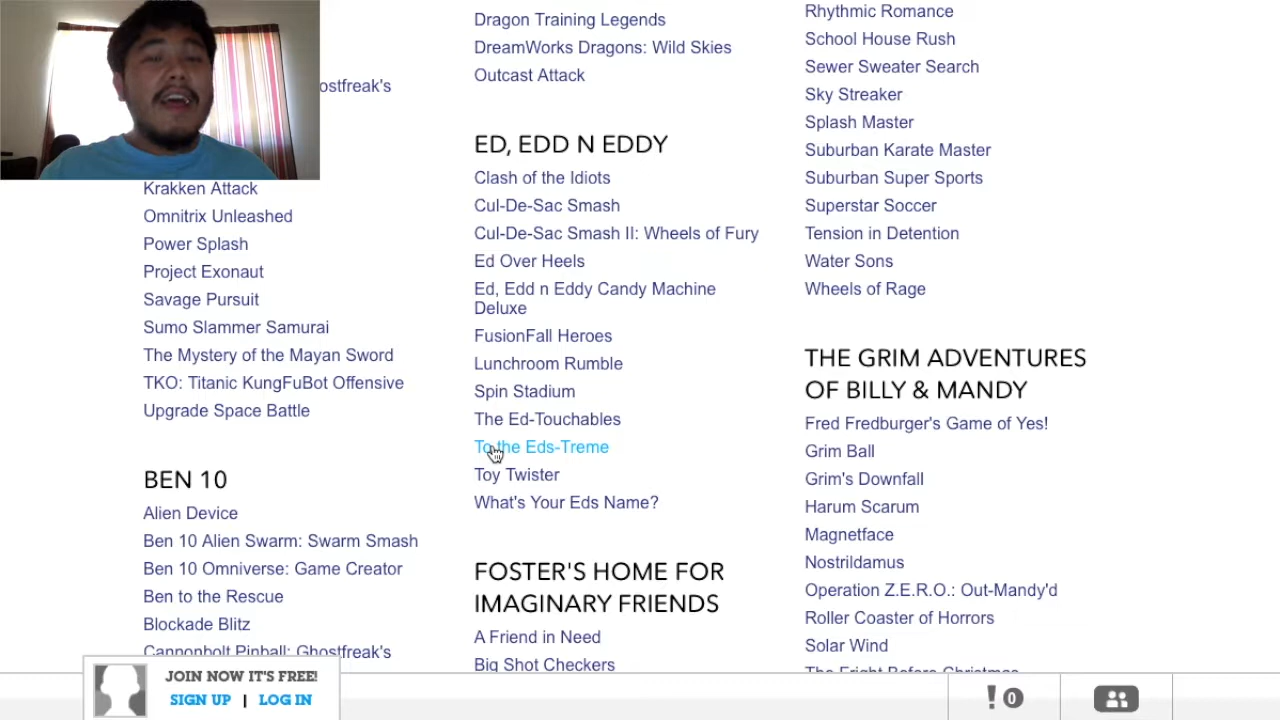 ostfreak's
Krakken Attack
Omnitrix Unleashed
Power Splash
Project Exonaut
Savage Pursuit
Sumo Slammer Samurai
The Mystery of the Mayan Sword
TKO: Titanic KungFuBot Offensive
Upgrade Space Battle
BEN 10
Alien Device
Ben 10 Alien Swarm: Swarm Smash
Ben 10 Omniverse: Game Creator
Ben to the Rescue
Blockade Blitz
Cannonbolt Pinball: Ghostfreak's
Dragon Training Legends
DreamWorks Dragons: Wild Skies
Outcast Attack
ED, EDD N EDDY
Clash of the Idiots
Cul-De-Sac Smash
Cul-De-Sac Smash II: Wheels of Fury
Ed Over Heels
Ed, Edd n Eddy Candy Machine
Deluxe
FusionFall Heroes
Lunchroom Rumble
Spin Stadium
The Ed-Touchables
To the Eds-Treme
Toy Twister
What's Your Eds Name?
FOSTER'S HOME FOR
IMAGINARY FRIENDS
A Friend in Need
Big Shot Checkers
Rhythmic Romance
School House Rush
Sewer Sweater Search
Sky Streaker
Splash Master
Suburban Karate Master
Suburban Super Sports
Superstar Soccer
Tension in Detention
Water Sons
Wheels of Rage
THE GRIM ADVENTURES
OF BILLY & MANDY
Fred Fredburger's Game of Yes!
Grim Ball
Grim's Downfall
Harum Scarum
Magnetface
Nostrildamus
Operation Z.E.R.O.: Out-Mandy'd
Roller Coaster of Horrors
Solar Wind
The Fright Before Christmas
JOIN NOW IT'S FREE!
SIGN UP | LOG IN
! 0